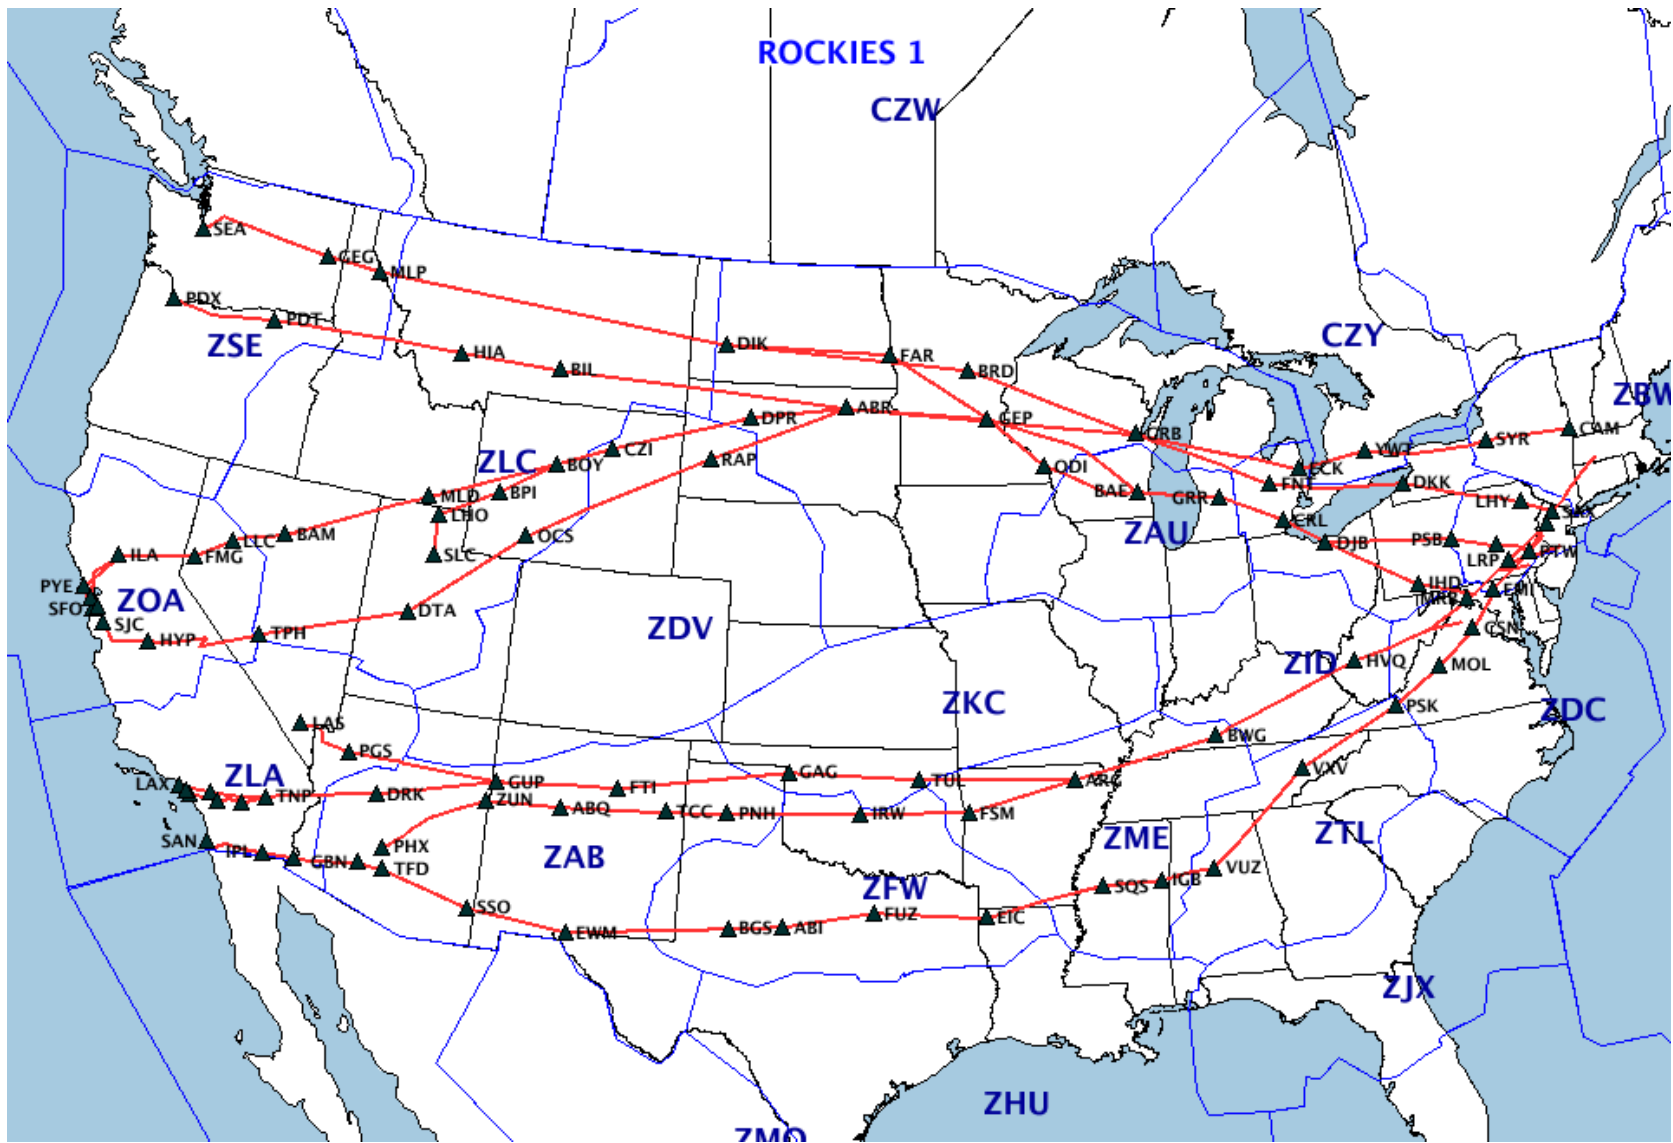 ROCKIES 1
CZW
SEA
GEG
MLP
PDX
PDT
ZSE
CZY
DIK
FAR
HIA
BIL
BRD
ZBW
ABR
DPR
GEP
GRB
CAM
SYR
YWT
ECK
CZI
BOY
ZLC
RAP
ODI
BAE
GRR
FNT
DKK
LHY
SAX
MLD
BPI
LHO
CRL
ZAU
DJB
PSB
LRP
BAM
LLC
OCS
SLC
ILA
FMG
PYE
SFO
ZOA
SJC
HYP
TPH
DTA
ZDV
IHD
EMI
CSN
HVQ
ZID
MOL
PSK
ZDC
ZKC
LAS
PGS
BWG
LAX
ZLA
TNP
DRK
GUP
FTI
GAG
TUL
ARG
VXV
ZUN
ABQ
TCC
PNH
IRW
FSM
SAN
IPL
GBN
PHX
TFD
ZAB
ZME
ZTL
ZFW
SQS
IGB
VUZ
SSO
EWM
BGS
ABI
FUZ
EIC
ZJX
ZHU